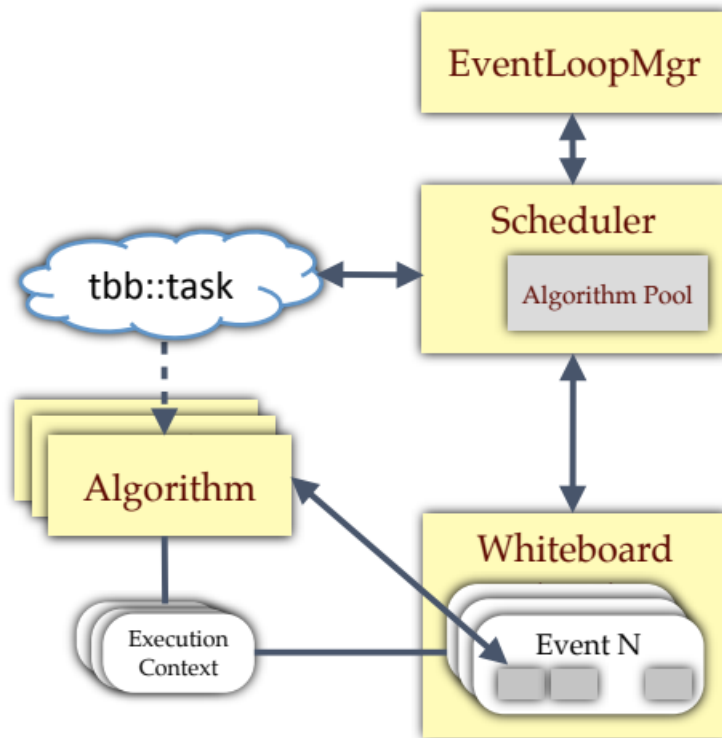 EventLoopMgr
Scheduler
Algorithm Pool
tbb::task
Algorithm
Whiteboard
Event N
Execution
Context